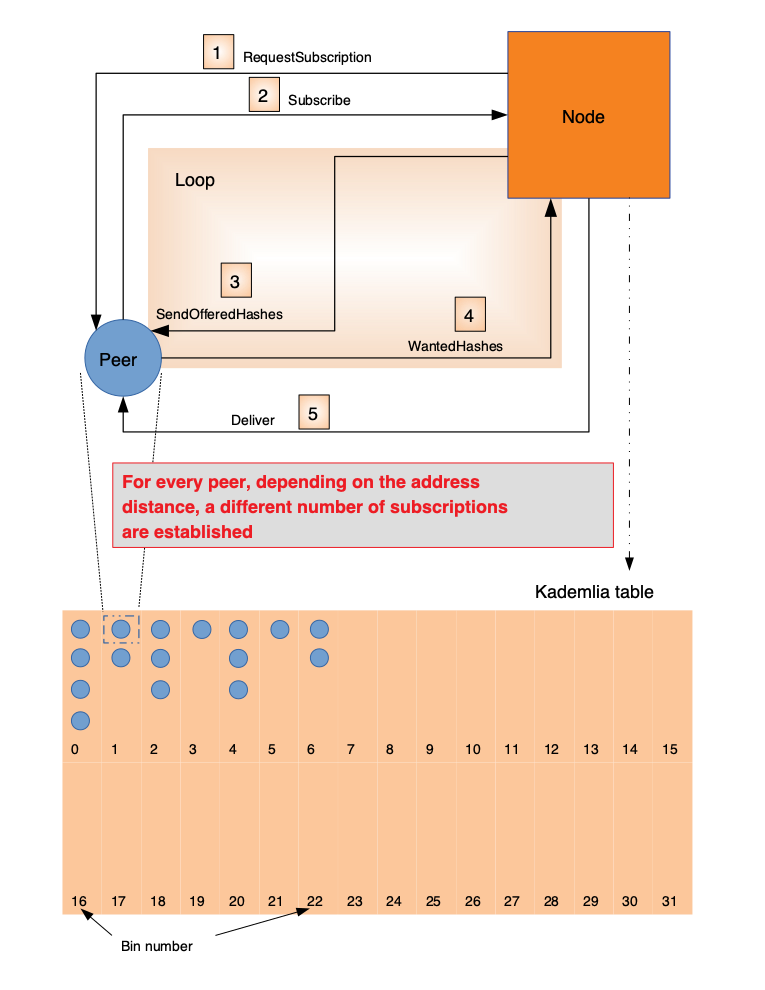 1
RequestSubscription
2
Subscribe
Node
Loop
3
SendOfferedHashes
4
WantedHashes
Peer
5
Deliver
For every peer, depending on the address
distance, a different number of subscriptions
are established
Kademlia table
0 1 2 3 4 5 6 7 8 9 10 11 12 13 14 15
16 17 18 19 20 21 22 23 24 25 26 27 28 29 30 31
Bin number